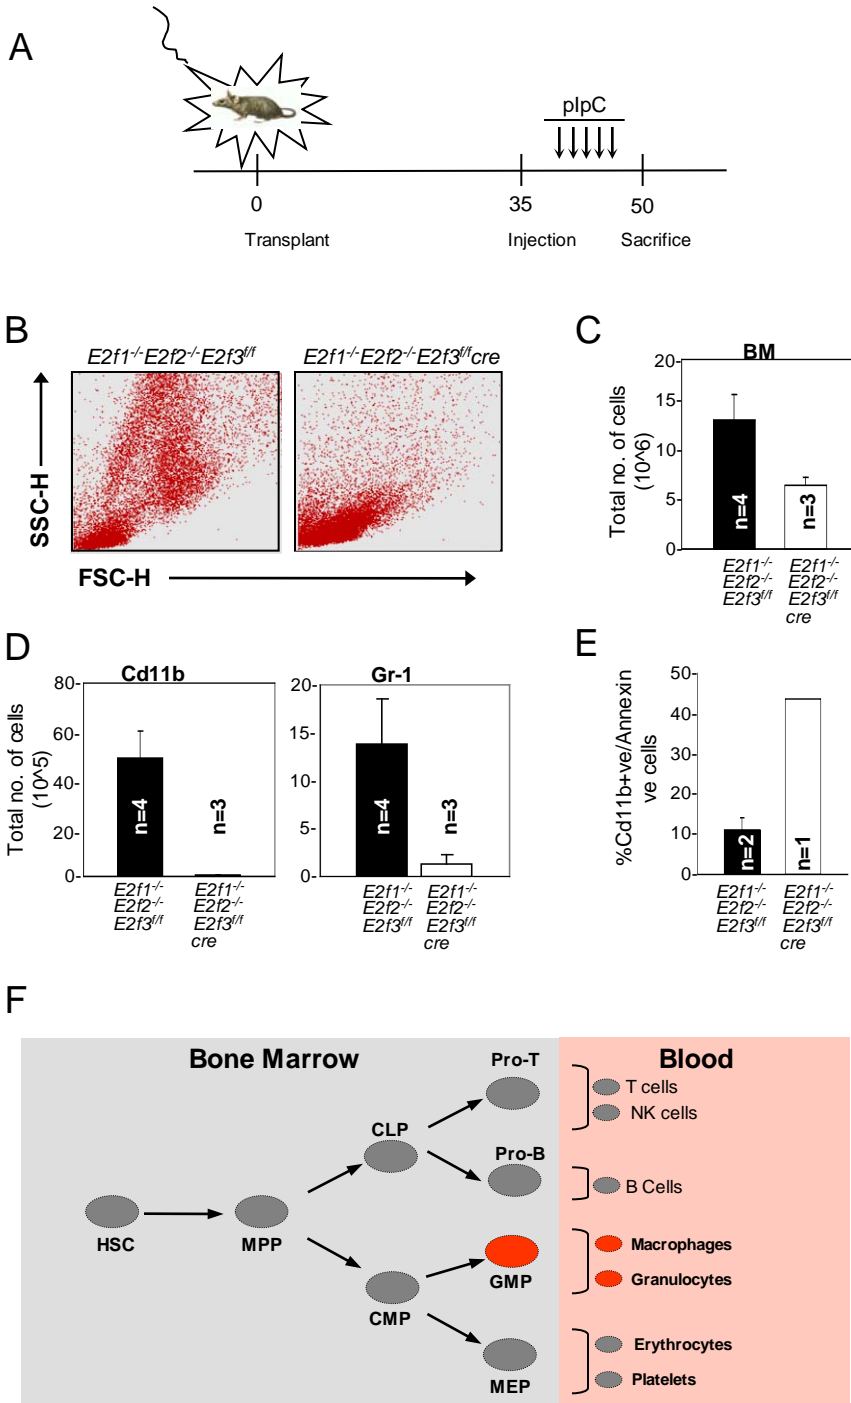 A
pIpC
0
35
50
Transplant
Injection
Sacrifice
B
E2f1-/-E2f2-/-E2f3f/f
E2f1-/-E2f2-/-E2f3f/fcre
SSC-H
FSC-H
C
BM
Total no. of cells
(10^6)
20
15
10
5
0
n=4
n=3
E2f1-/-
E2f2-/-
E2f3f/f
E2f1-/-
E2f2-/-
E2f3f/f
cre
D
Cd11b
Total no. of cells
(10^5)
80
60
40
20
0
n=4
n=3
E2f1-/-
E2f2-/-
E2f3f/f
E2f1-/-
E2f2-/-
E2f3f/f
cre
Gr-1
20
15
10
5
0
n=4
n=3
E2f1-/-
E2f2-/-
E2f3f/f
E2f1-/-
E2f2-/-
E2f3f/f
cre
E
%Cd11b+ve/Annexin
ve cells
50
40
30
20
10
0
n=2
n=1
E2f1-/-
E2f2-/-
E2f3f/f
E2f1-/-
E2f2-/-
E2f3f/f
cre
F
Bone Marrow
Blood
Pro-T
T cells
NK cells
CLP
Pro-B
B Cells
HSC
MPP
Macrophages
GMP
Granulocytes
CMP
Erythrocytes
MEP
Platelets